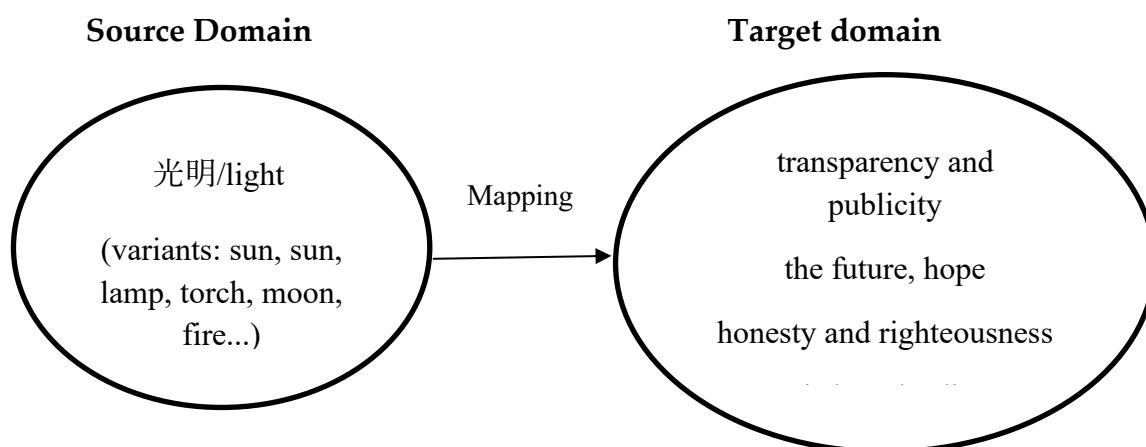 Source Domain
Target domain
光明/light
(variants: sun, sun,
lamp, torch, moon,
fire...)
Mapping
transparency and
publicity
the future, hope
honesty and righteousness